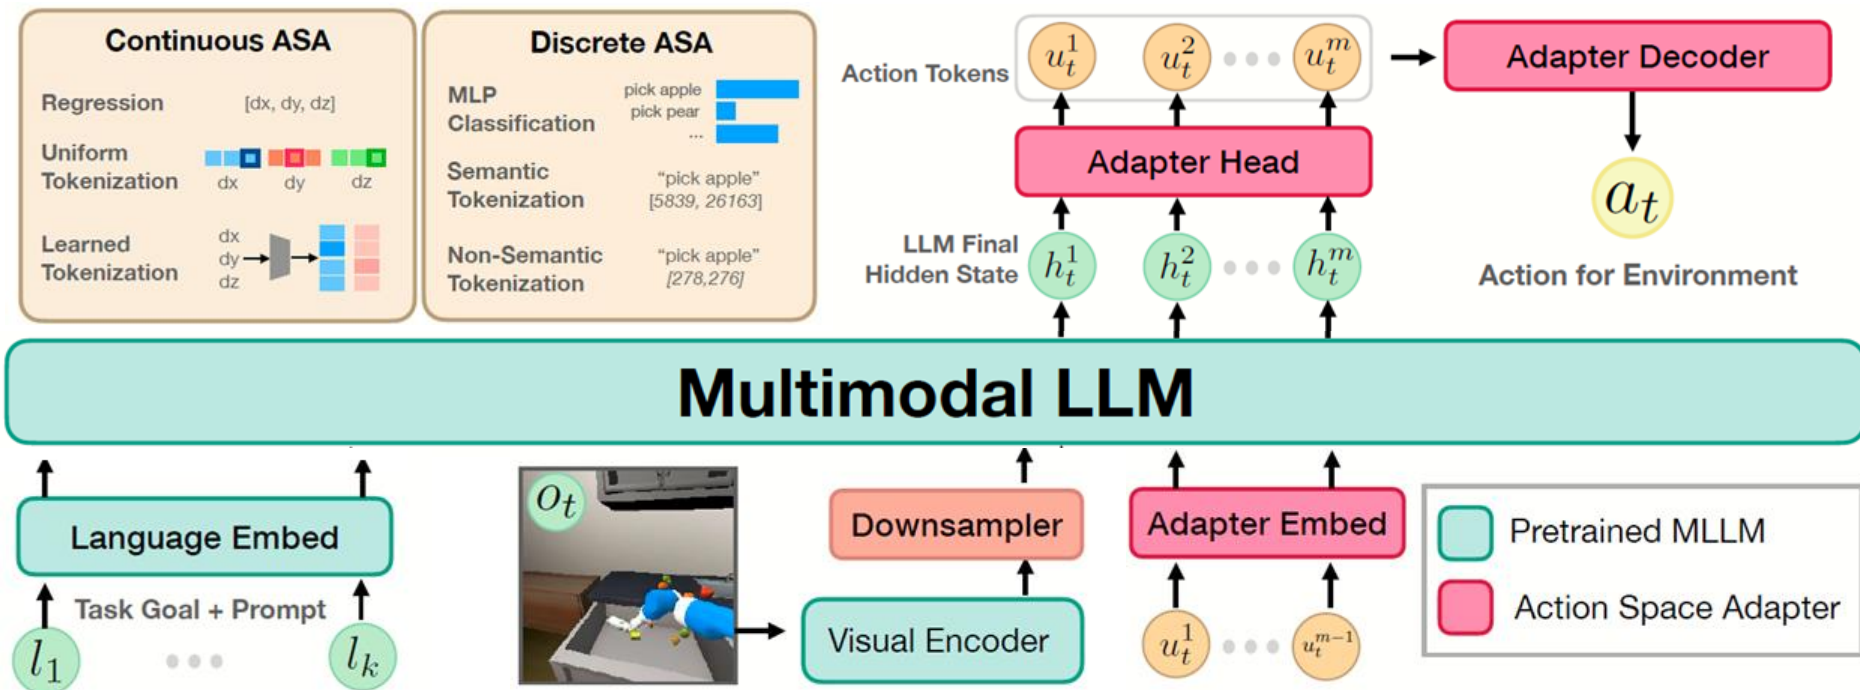 Continuous ASA
Regression
[dx, dy, dz]
Uniform
Tokenization
dx
dy
dz
Learned
Tokenization
dx
dy
dz
Discrete ASA
MLP
Classification
pick apple
pick pear
...
Semantic
Tokenization
“pick apple”
[5839, 26163]
Non-Semantic
Tokenization
“pick apple”
[278,276]
Action Tokens
u_t^1
u_t^2
u_t^m
Adapter Decoder
Adapter Head
a_t
Action for Environment
LLM Final
Hidden State
h_t^1
h_t^2
h_t^m
Multimodal LLM
Language Embed
Task Goal + Prompt
l_1
l_k
o_t
Downsampler
Visual Encoder
Adapter Embed
u_t^1
u_t^{m-1}
Pretrained MLLM
Action Space Adapter